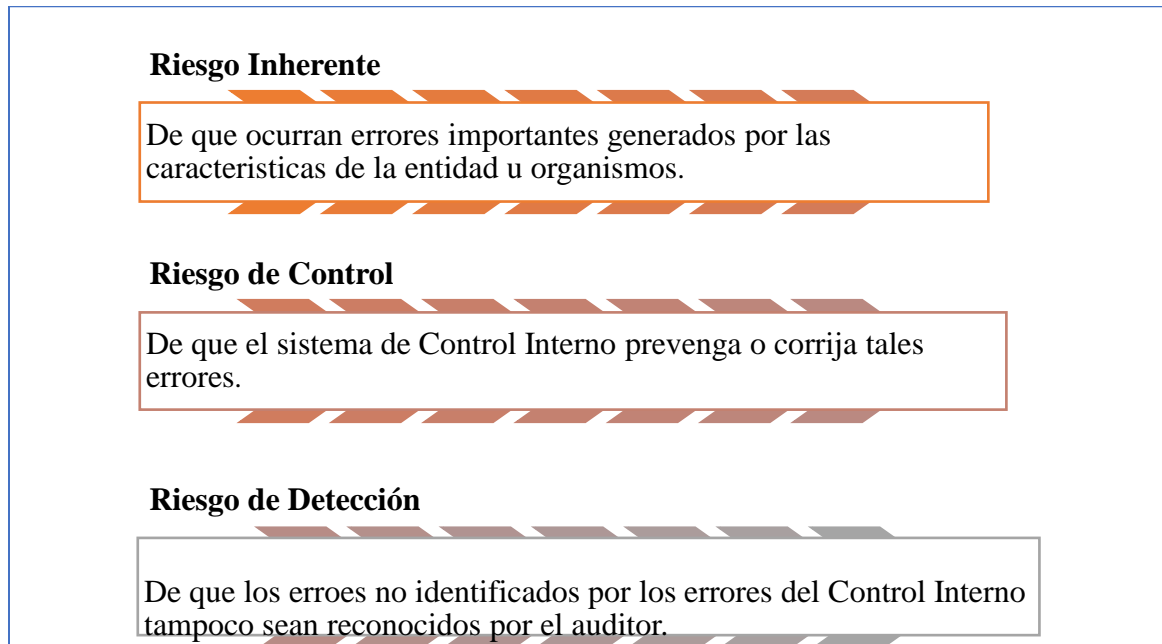 Riesgo Inherente
De que ocurran errores importantes generados por las
caracteristicas de la entidad u organismos.
Riesgo de Control
De que el sistema de Control Interno prevenga o corrija tales
errores.
Riesgo de Detección
De que los erroes no identificados por los errores del Control Interno
tampoco sean reconocidos por el auditor.